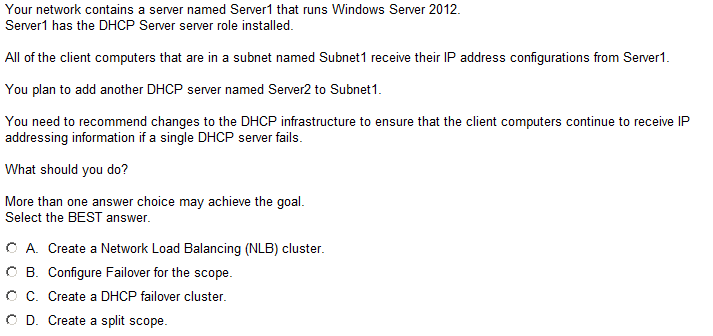 Your network contains a server named Server1 that runs Windows Server 2012.
Server1 has the DHCP Server server role installed.
All of the client computers that are in a subnet named Subnet1 receive their IP address configurations from Server1.
You plan to add another DHCP server named Server2 to Subnet1.
You need to recommend changes to the DHCP infrastructure to ensure that the client computers continue to receive IP
addressing information if a single DHCP server fails.
What should you do?
More than one answer choice may achieve the goal.
Select the BEST answer.
A. Create a Network Load Balancing (NLB) cluster.
B. Configure Failover for the scope.
C. Create a DHCP failover cluster.
D. Create a split scope.